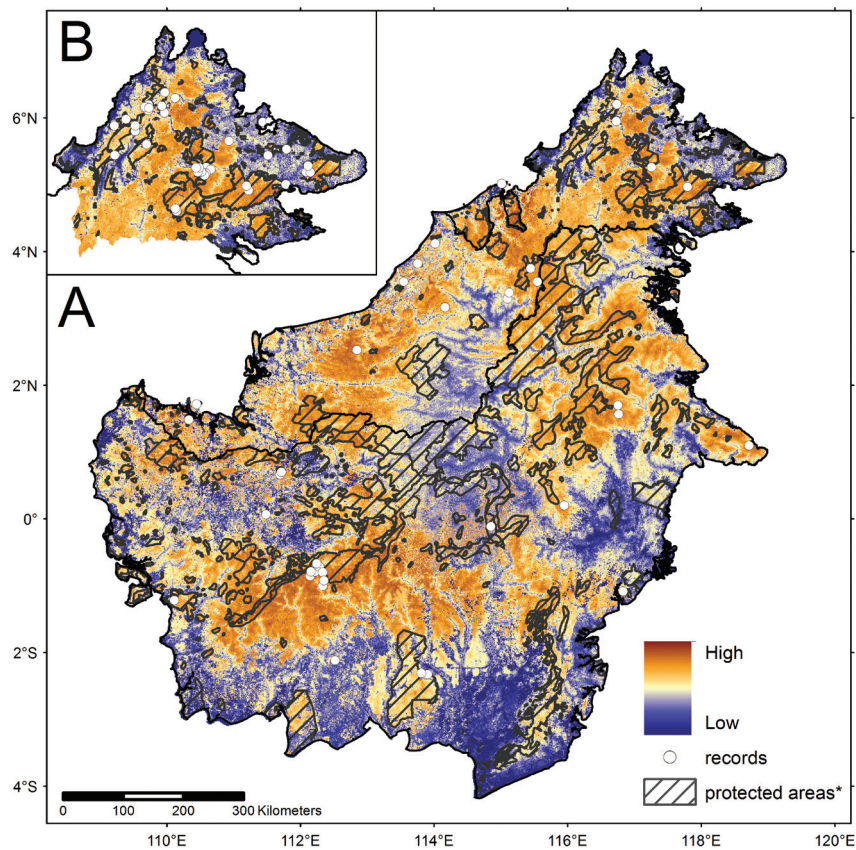 B
A
6°N
4°N
2°N
0°
2°S
4°S
High
Low
records
protected areas*
0 100 200 300 Kilometers
110°E 112°E 114°E 116°E 118°E 120°E